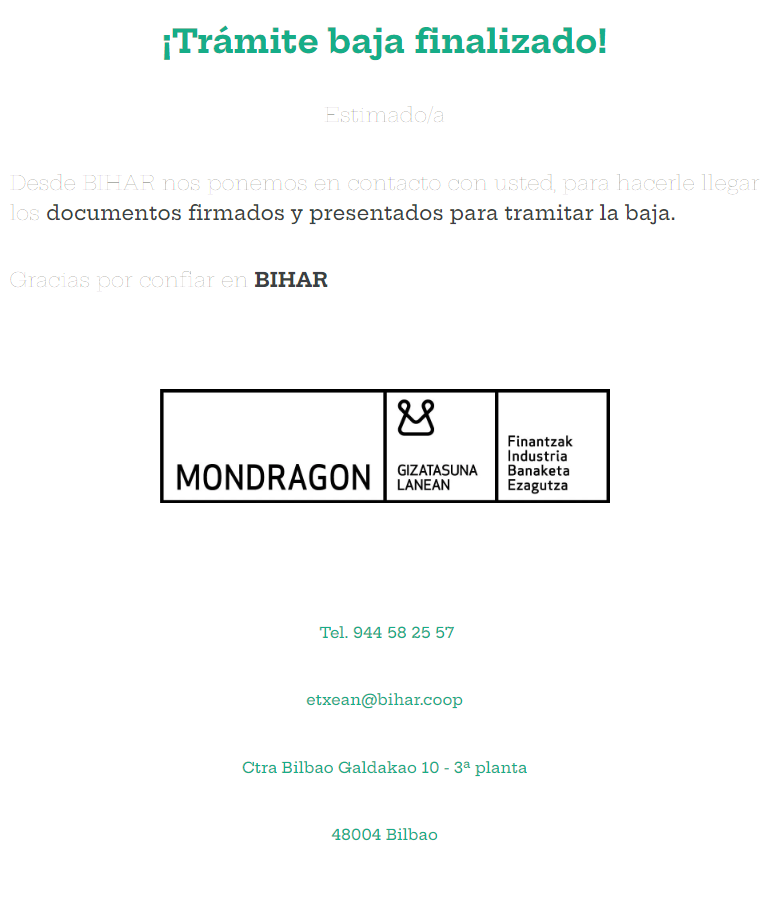 ¡Trámite baja finalizado!
Estimado/a
Desde BIHAR nos ponemos en contacto con usted, para hacerle llegar
los documentos firmados y presentados para tramitar la baja.
Gracias por confiar en BIHAR
MONDRAGON
GIZATASUNA
LANEAN
Finantzak
Industria
Banaketa
Ezagutza
Tel. 944 58 25 57
etxean@bihar.coop
Ctra Bilbao Galdakao 10 - 3ª planta
48004 Bilbao